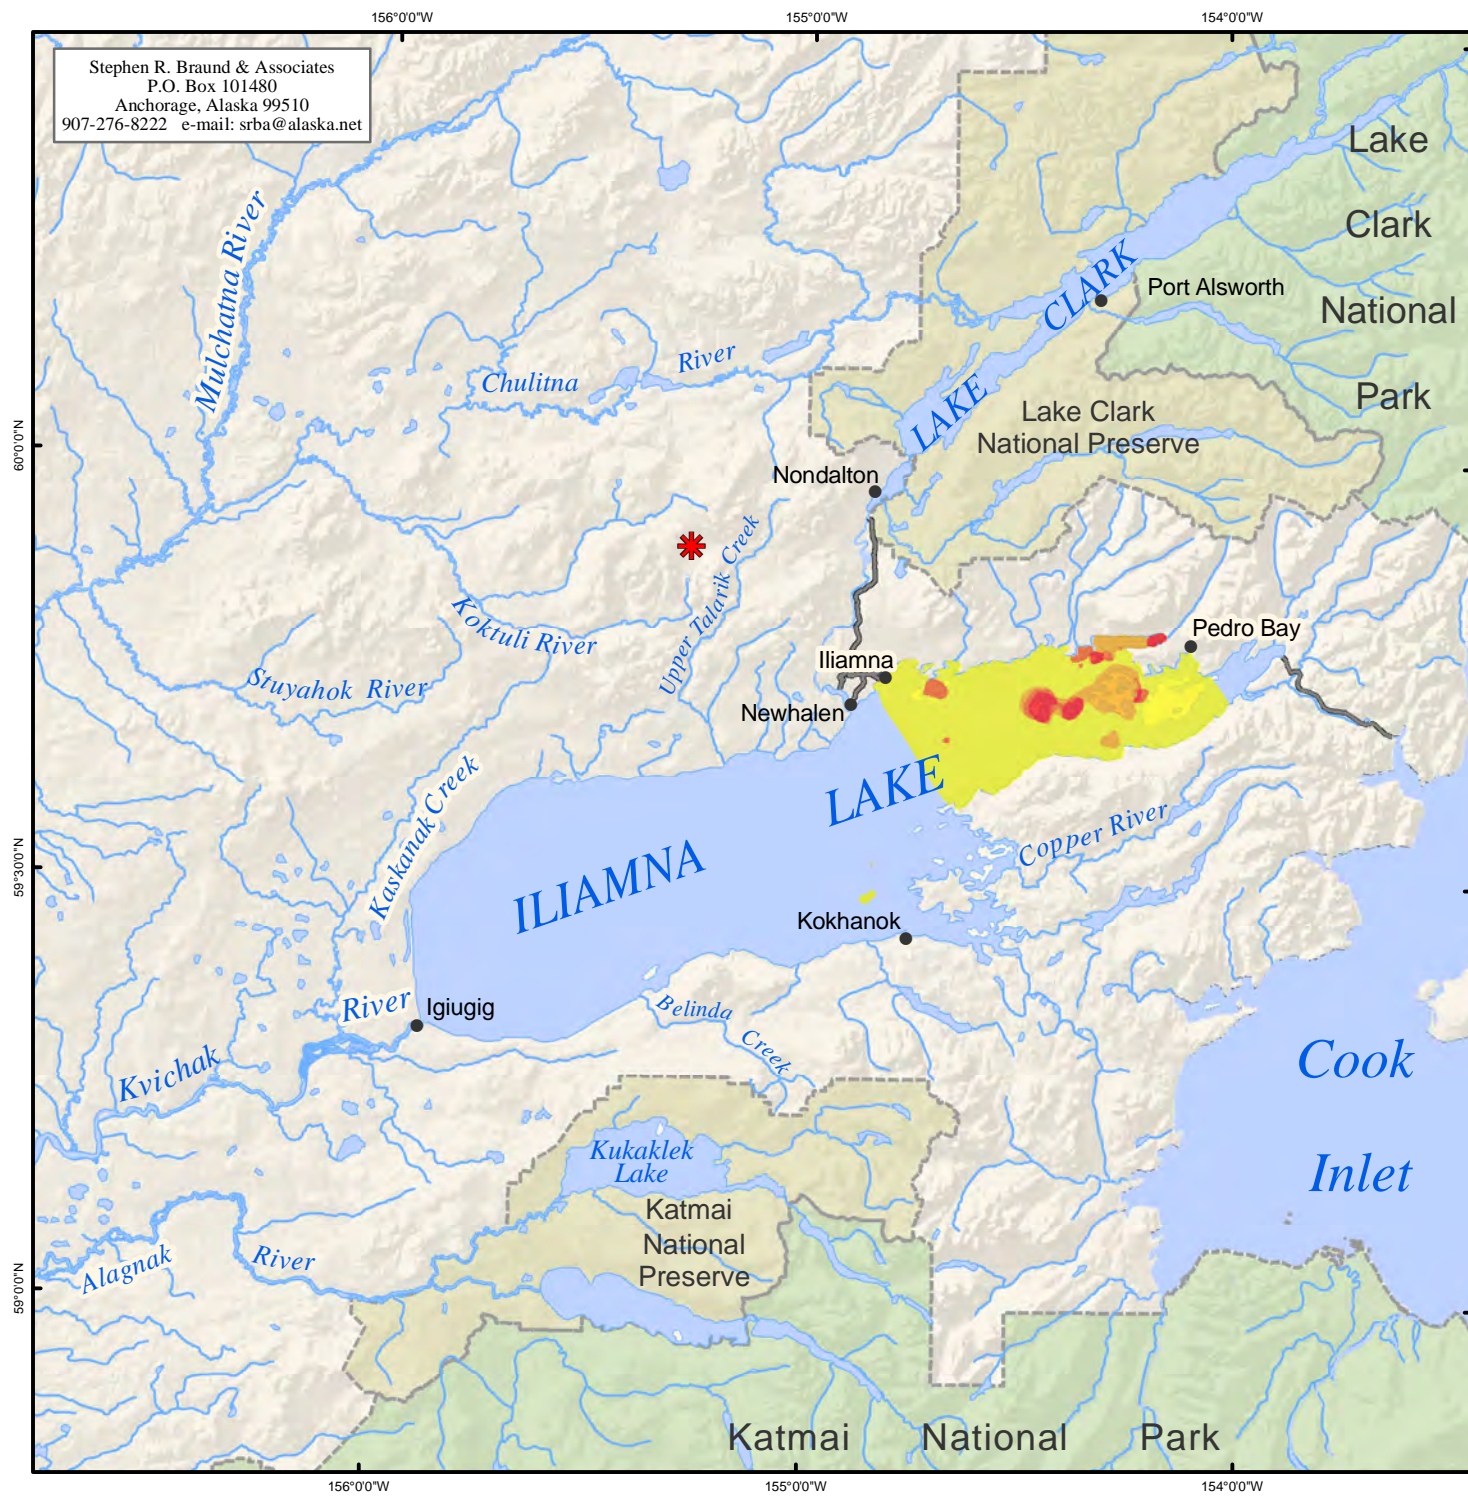 156°0'0"W
155°0'0"W
154°0'0"W
Stephen R. Braund & Associates
P.O. Box 101480
Anchorage, Alaska 99510
907-276-8222 e-mail: srba@alaska.net
Lake
Clark
National
Park
Mulchatna River
LAKE CLARK
Port Alsworth
Chulitna River
Lake Clark
National Preserve
60°0'0"N
Nondalton
Upper Talarik Creek
Koktuli River
Stuyahok River
Pedro Bay
Iliamna
Newhalen
Kaskanak Creek
ILIAMNA LAKE
Copper River
59°30'0"N
Kokhanok
Igiugig
Kvichak River
Belinda Creek
Cook
Inlet
Kukaklek
Lake
Katmai
National
Preserve
Alagnak River
59°0'0"N
Katmai National Park
156°0'0"W
155°0'0"W
154°0'0"W